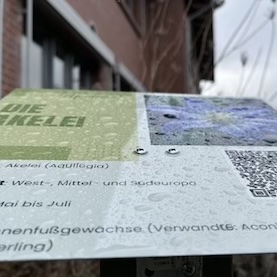 DIE
AKELEI
Akelei (Aquilegia)
West-, Mittel- und Südeuropa
Mai bis Juli
nenfußgewächse (Verwandte: Acon
erling)